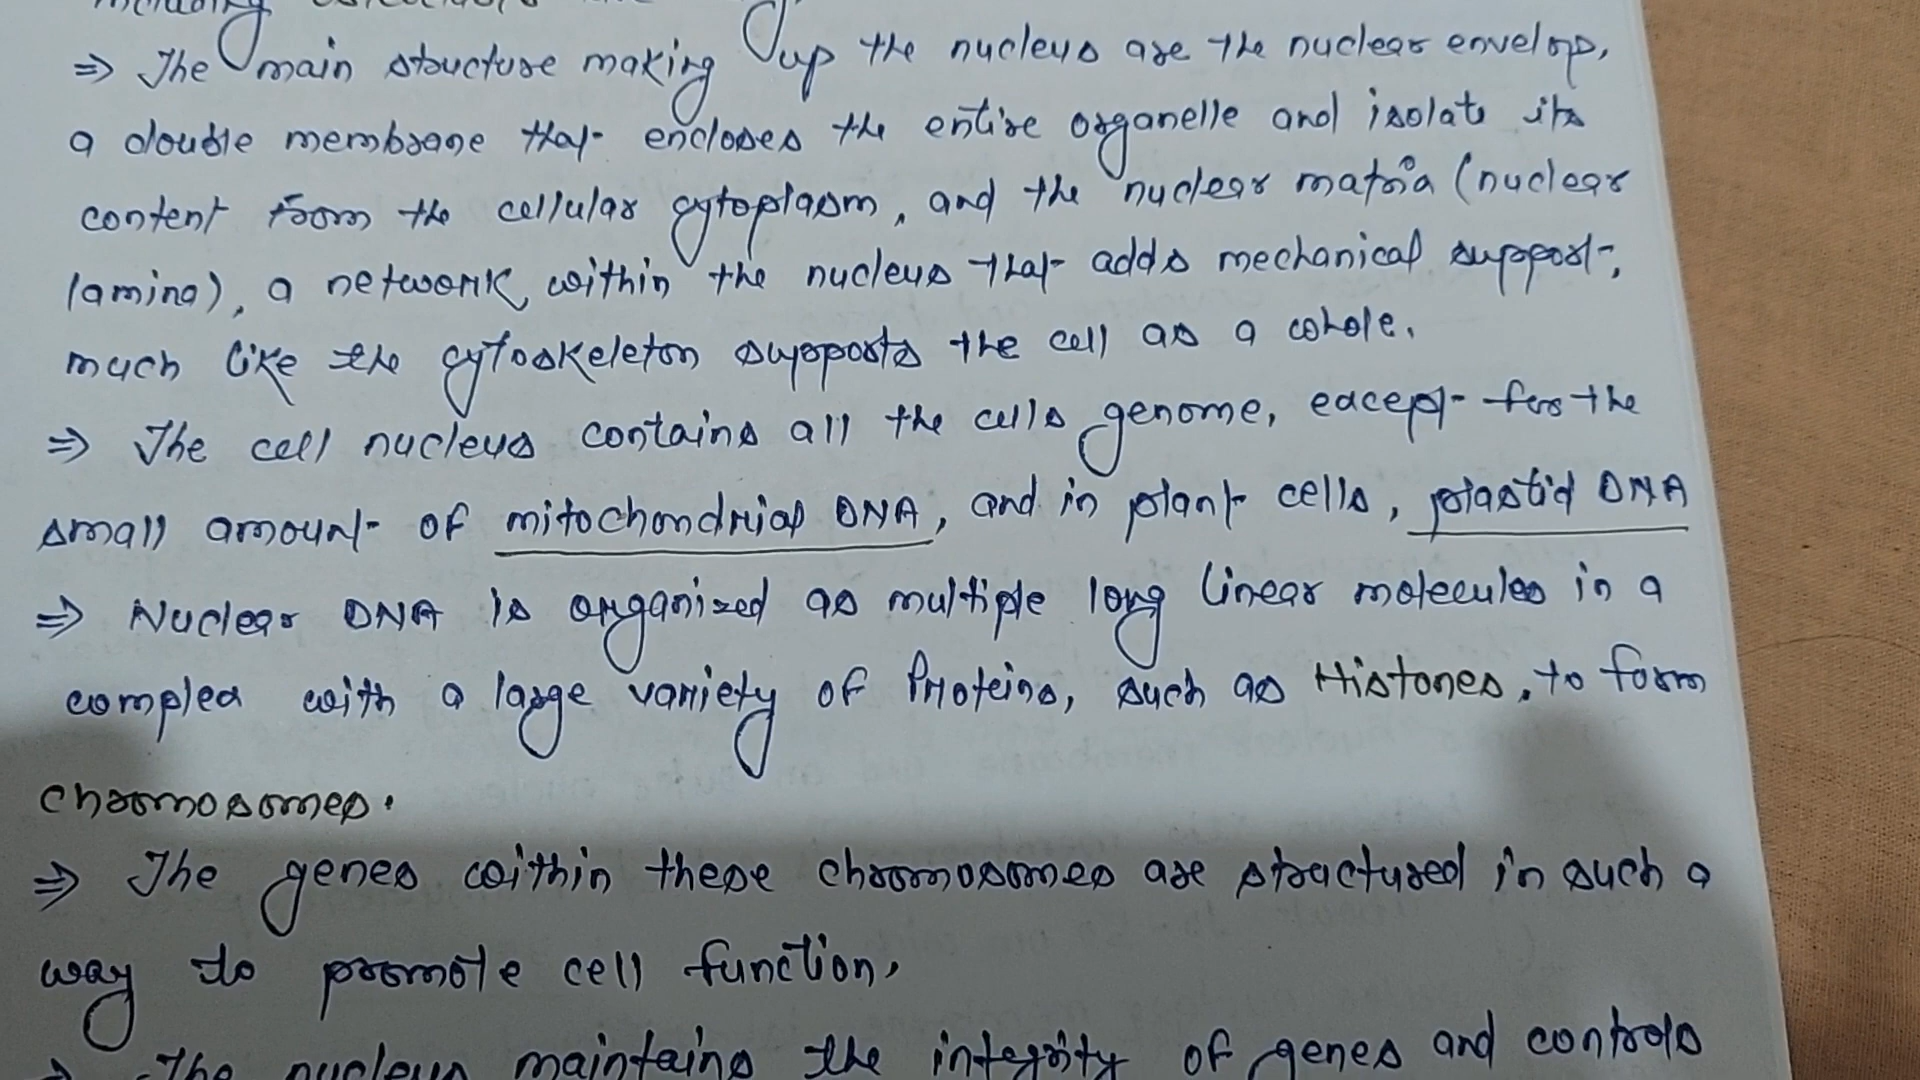 ⇒ The main structure making up the nucleus are the nuclear envelop,
a double membrane that encloses the entire organelle and isolate its
content from the cellular cytoplasm, and the nuclear matrix (nuclear
lamina), a network within the nucleus that adds mechanical support,
much like the cytoskeleton supports the cell as a whole.
⇒ The cell nucleus contains all the cells genome, except for the
small amount of mitochondrial DNA, and in plant cells, plastid DNA
⇒ Nuclear DNA is organized as multiple long linear molecules in a
complex with a large variety of Proteins, such as Histones, to form
chromosomes.
⇒ The genes within these chromosomes are structured in such a
way to promote cell function,
⇒ The nucleus maintains the integrity of genes and controls